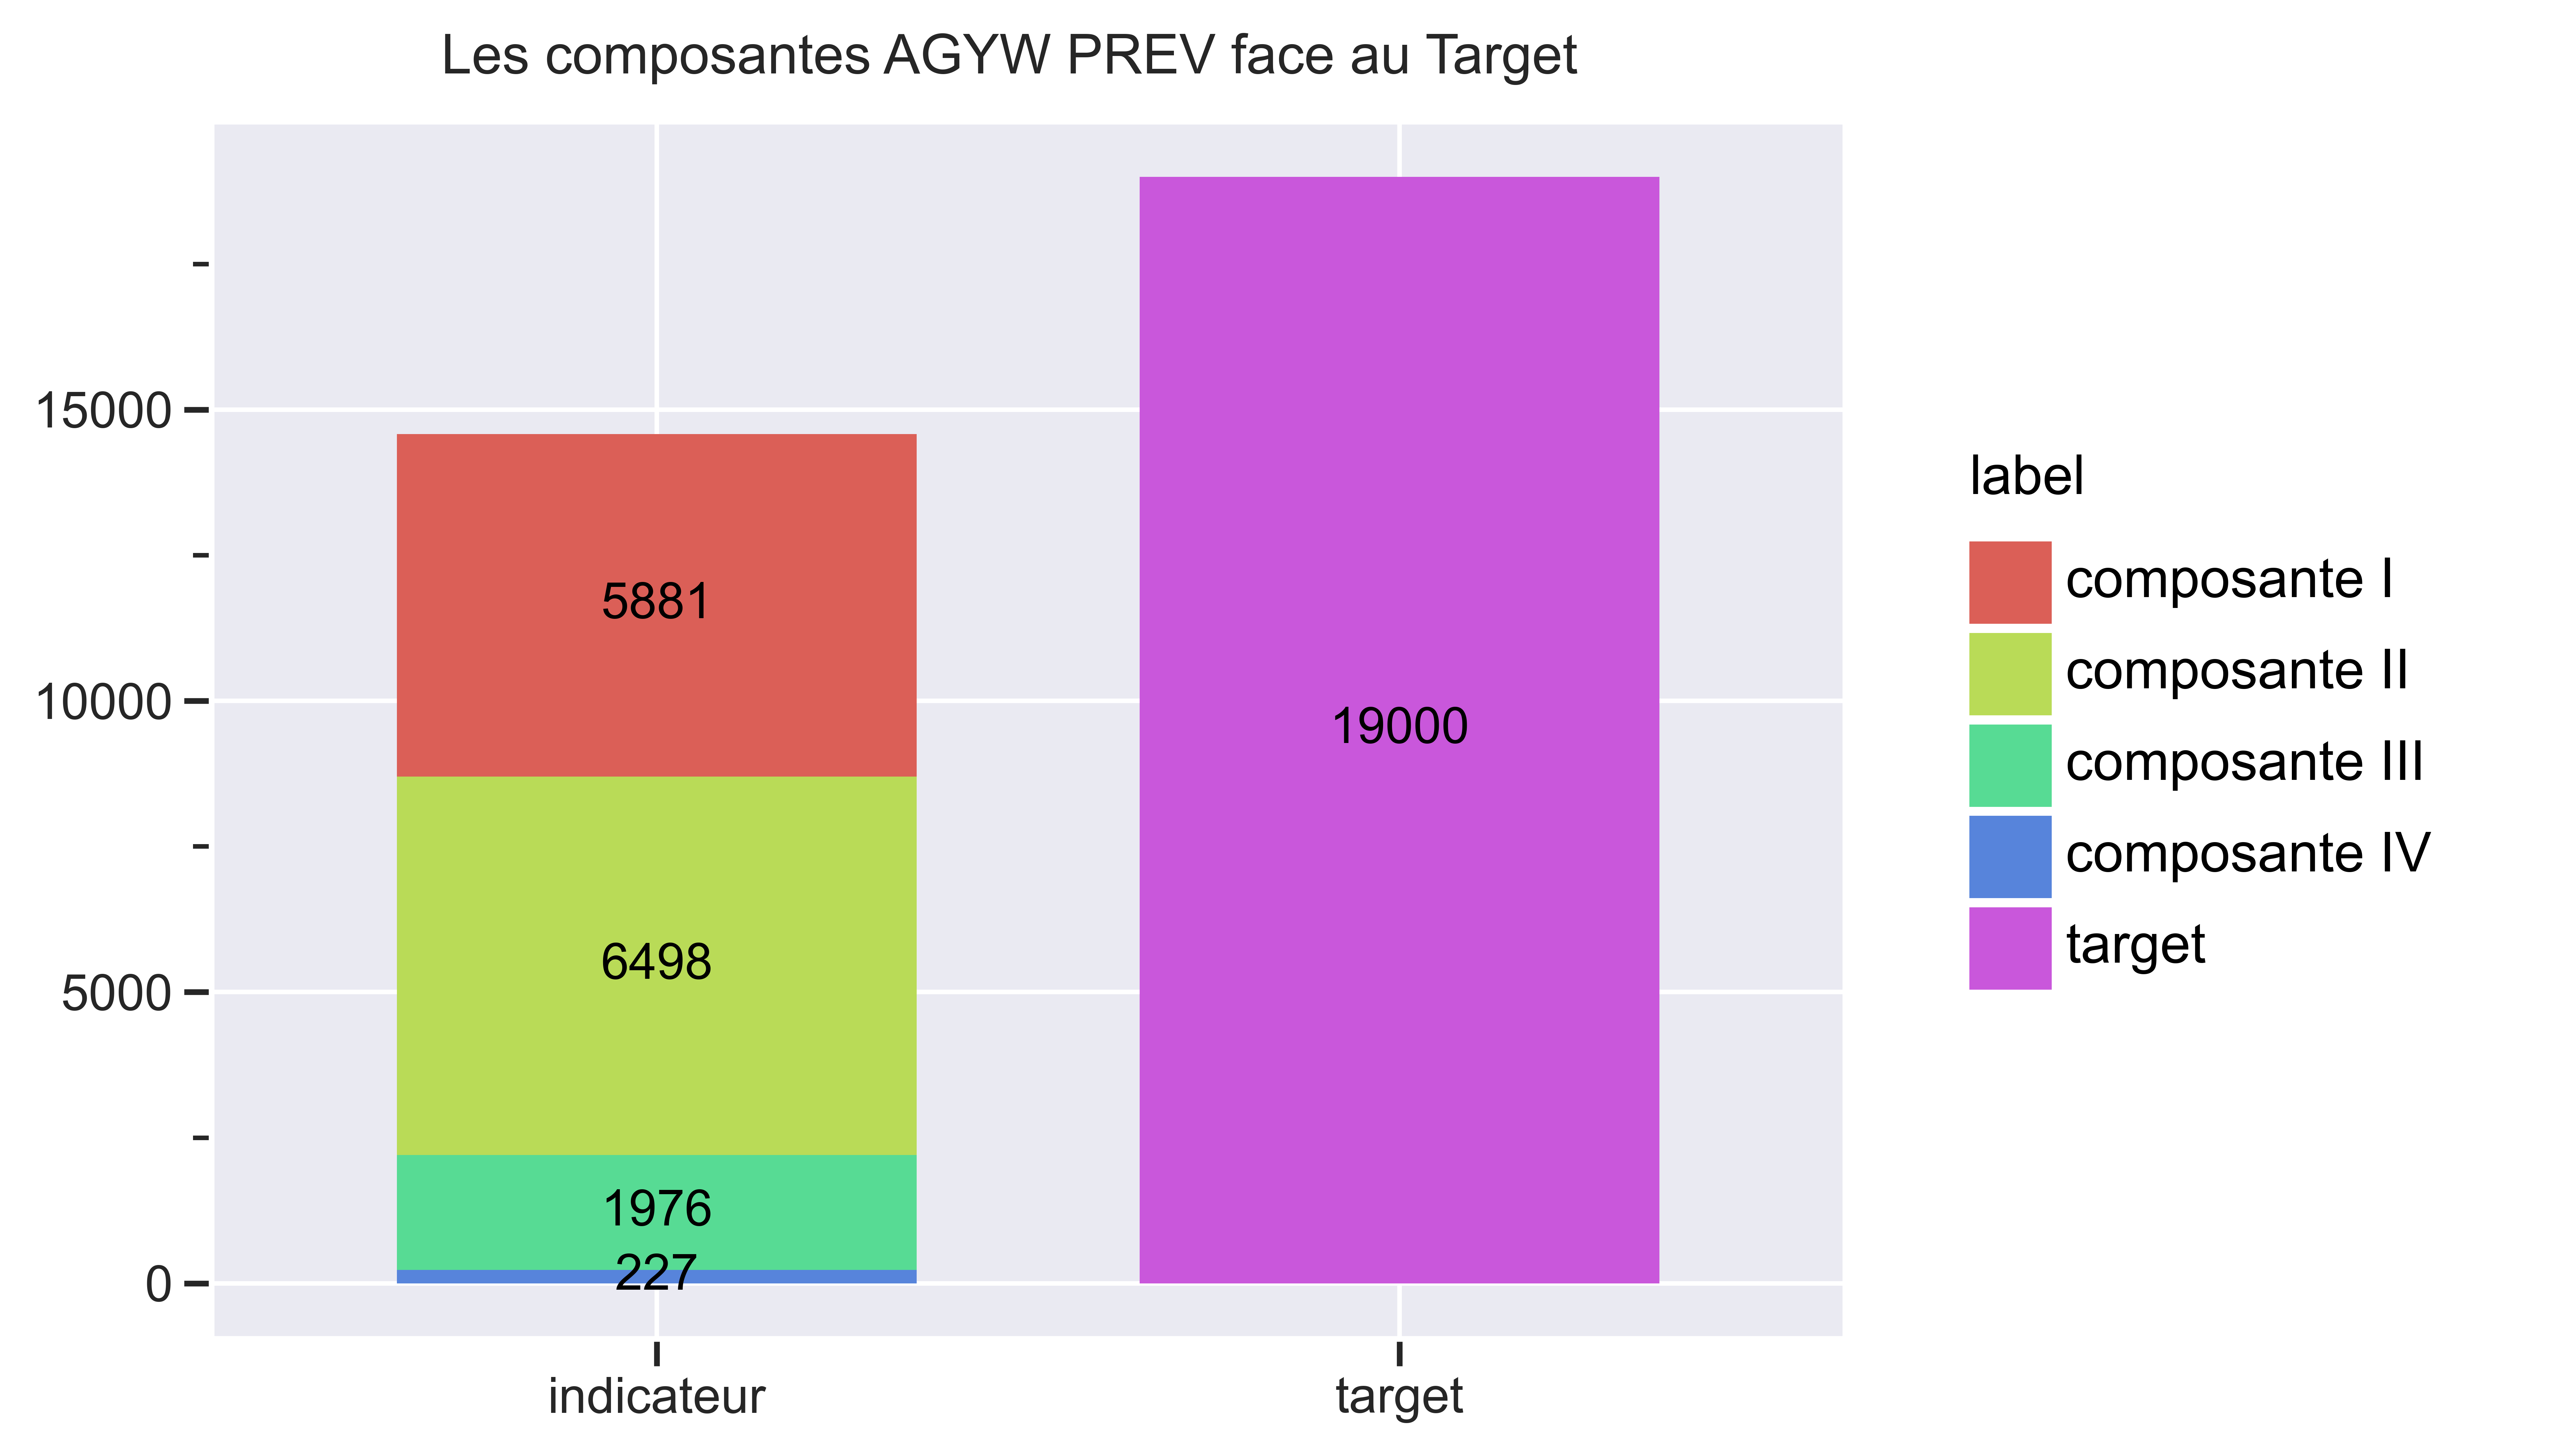 Les composantes AGYW PREV face au Target
15000
10000
5000
0
5881
6498
1976
227
19000
indicateur
target
label
composante I
composante II
composante III
composante IV
target